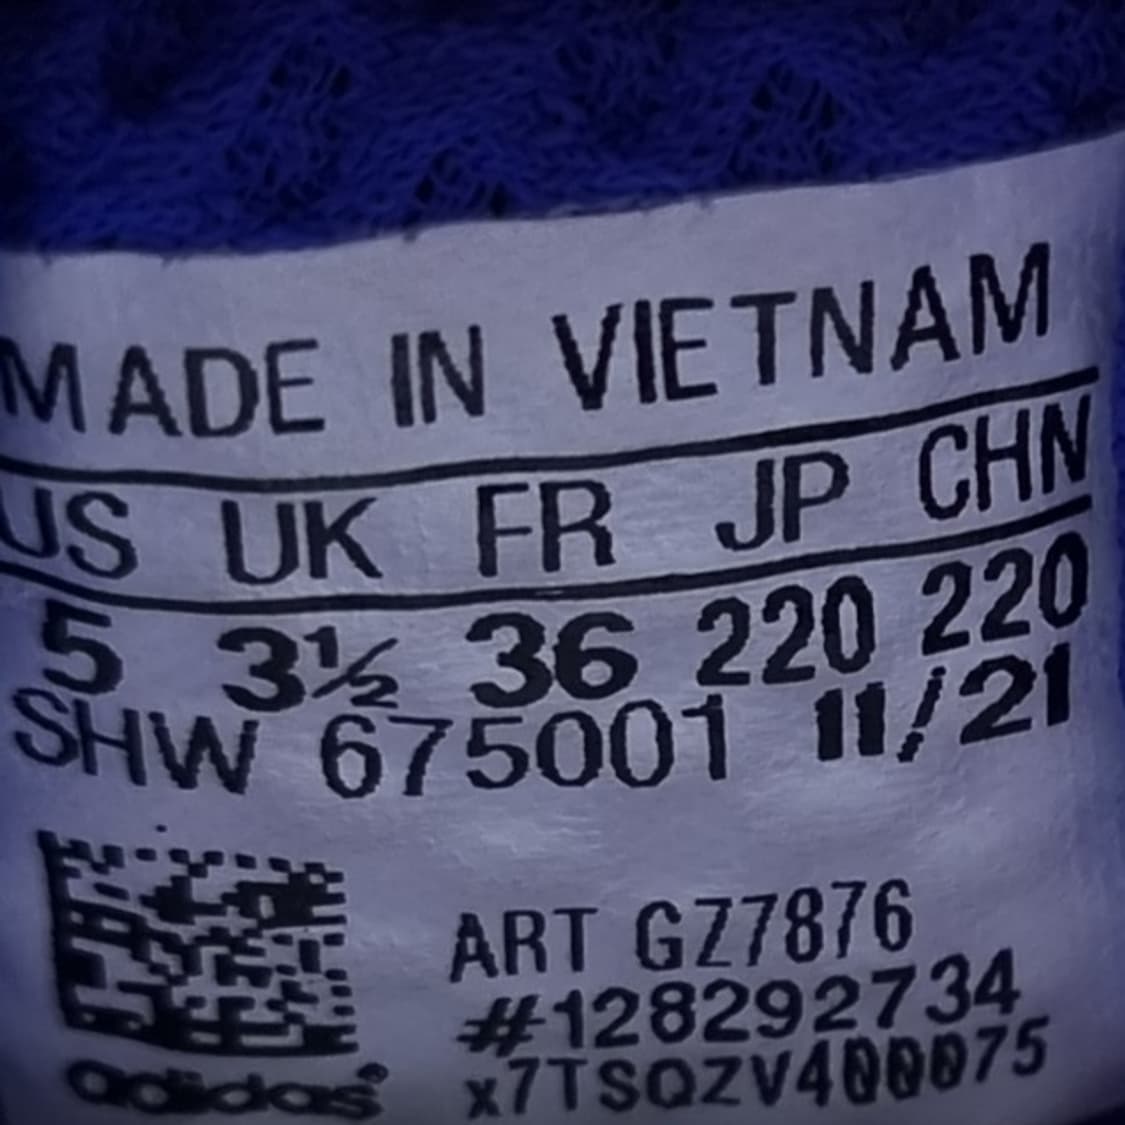 MADE IN VIETNAM
US UK FR JP CHN
5 3½ 36 220 220
SHW 675001 11/21
ART GZ7876
#128292734
x7TSQZV400075
adidas